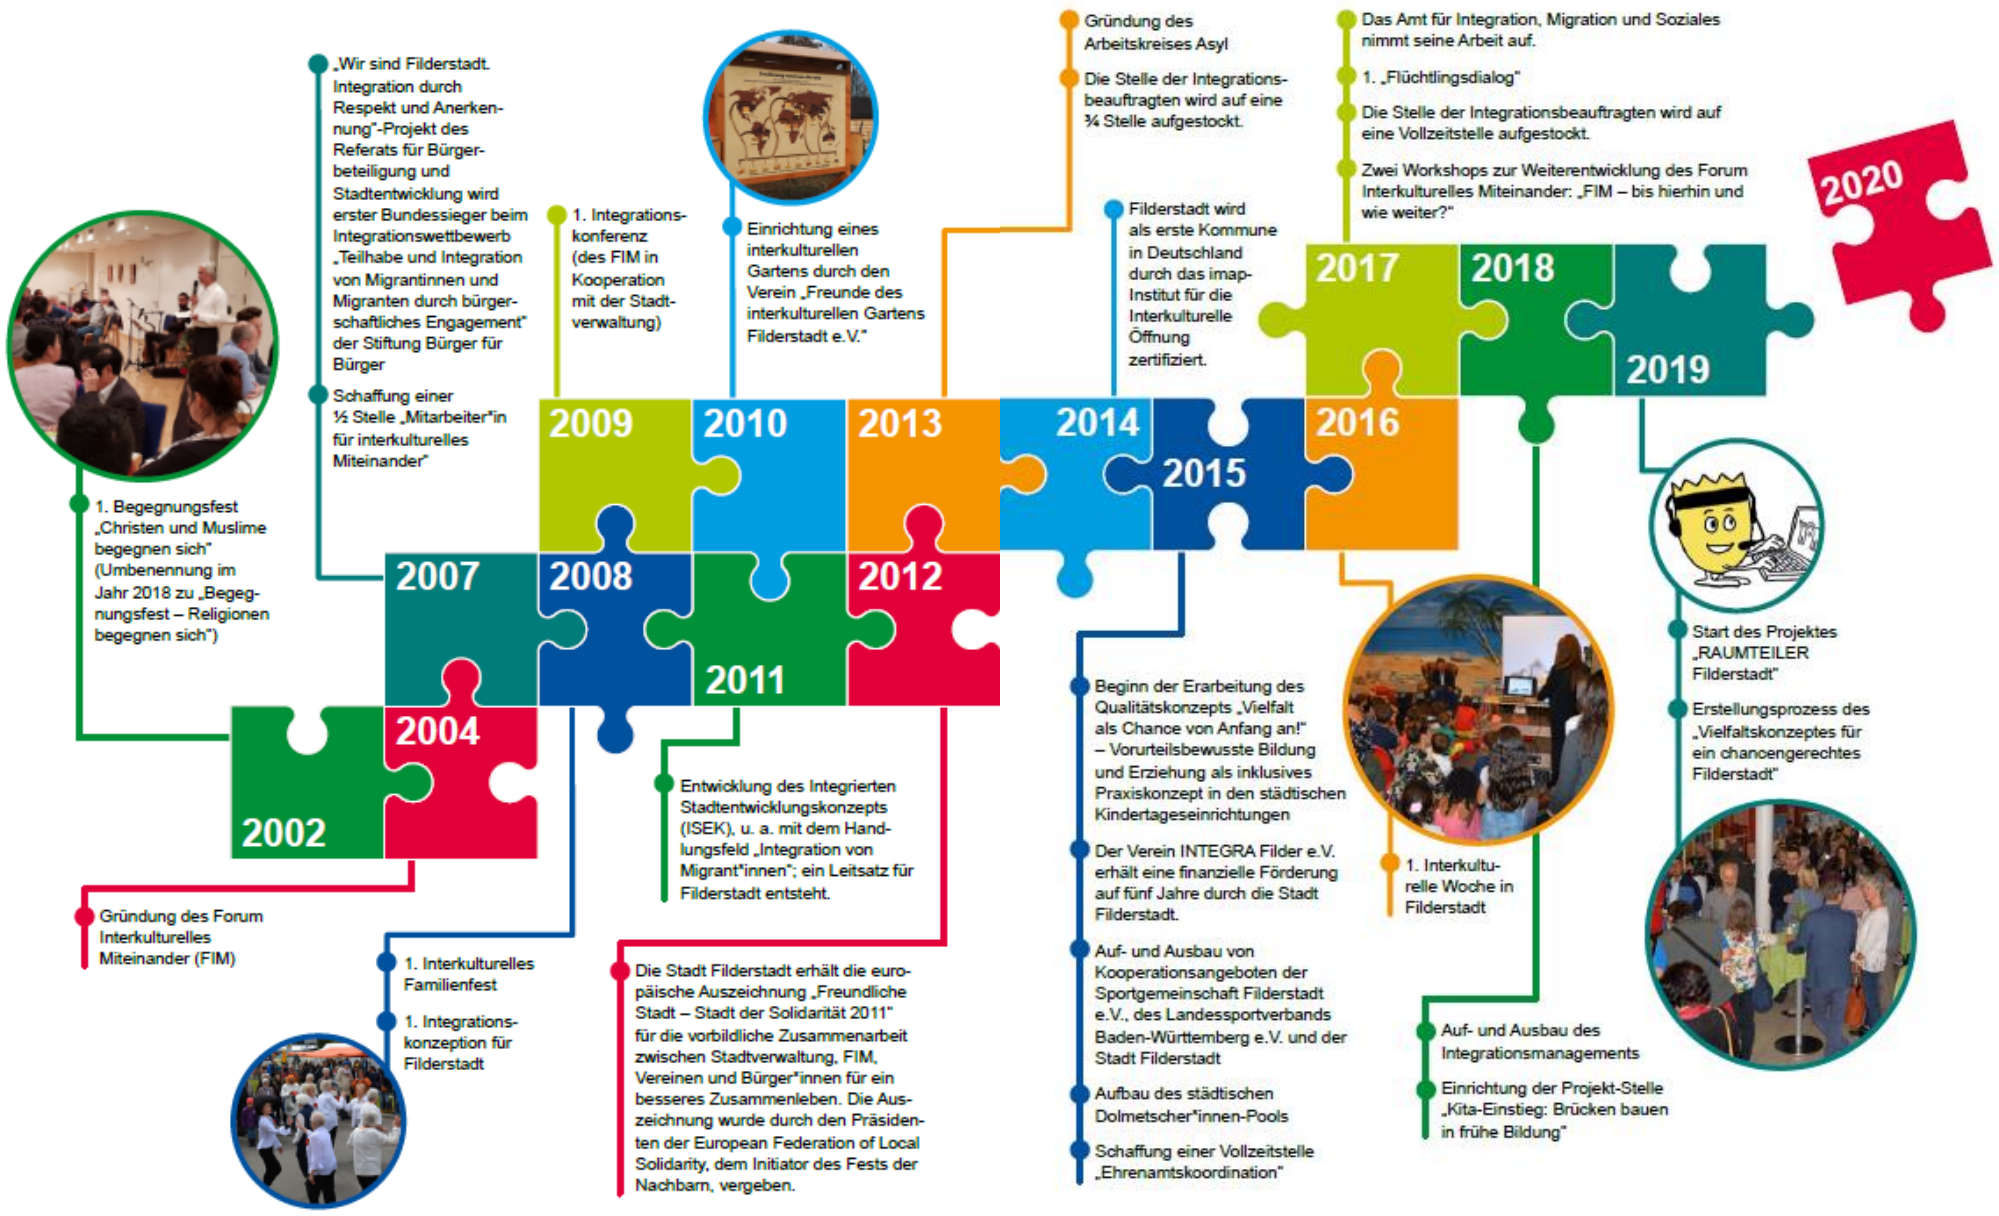 2002
1. Begegnungsfest
„Christen und Muslime
begegnen sich"
(Umbenennung im
Jahr 2018 zu „Begeg-
nungsfest – Religionen
begegnen sich")
2004
Gründung des Forum
Interkulturelles
Miteinander (FIM)
2007
„Wir sind Filderstadt.
Integration durch
Respekt und Anerken-
nung"-Projekt des
Referats für Bürger-
beteiligung und
Stadtentwicklung wird
erster Bundessieger beim
Integrationswettbewerb
„Teilhabe und Integration
von Migrantinnen und
Migranten durch bürger-
schaftliches Engagement"
der Stiftung Bürger für
Bürger
Schaffung einer
½ Stelle „Mitarbeiter*in
für interkulturelles
Miteinander"
2008
1. Interkulturelles
Familienfest
1. Integrations-
konzeption für
Filderstadt
2009
1. Integrations-
konferenz
(des FIM in
Kooperation
mit der Stadt-
verwaltung)
2010
Einrichtung eines
interkulturellen
Gartens durch den
Verein „Freunde des
interkulturellen Gartens
Filderstadt e.V."
2011
Entwicklung des Integrierten
Stadtentwicklungskonzepts
(ISEK), u. a. mit dem Hand-
lungsfeld „Integration von
Migrant*innen"; ein Leitsatz für
Filderstadt entsteht.
2012
Die Stadt Filderstadt erhält die euro-
päische Auszeichnung „Freundliche
Stadt – Stadt der Solidarität 2011"
für die vorbildliche Zusammenarbeit
zwischen Stadtverwaltung, FIM,
Vereinen und Bürger*innen für ein
besseres Zusammenleben. Die Aus-
zeichnung wurde durch den Präsiden-
ten der European Federation of Local
Solidarity, dem Initiator des Fests der
Nachbarn, vergeben.
2013
Gründung des
Arbeitskreises Asyl
Die Stelle der Integrations-
beauftragten wird auf eine
¾ Stelle aufgestockt.
2014
Filderstadt wird
als erste Kommune
in Deutschland
durch das imap-
Institut für die
Interkulturelle
Öffnung
zertifiziert.
2015
Beginn der Erarbeitung des
Qualitätskonzepts „Vielfalt
als Chance von Anfang an!"
– Vorurteilsbewusste Bildung
und Erziehung als inklusives
Praxiskonzept in den städtischen
Kindertageseinrichtungen
Der Verein INTEGRA Filder e.V.
erhält eine finanzielle Förderung
auf fünf Jahre durch die Stadt
Filderstadt.
Auf- und Ausbau von
Kooperationsangeboten der
Sportgemeinschaft Filderstadt
e.V., des Landessportverbands
Baden-Württemberg e.V. und der
Stadt Filderstadt
Aufbau des städtischen
Dolmetscher*innen-Pools
Schaffung einer Vollzeitstelle
„Ehrenamtskoordination"
2016
1. Interkultu-
relle Woche in
Filderstadt
2017
Das Amt für Integration, Migration und Soziales
nimmt seine Arbeit auf.
1. „Flüchtlingsdialog"
Die Stelle der Integrationsbeauftragten wird auf
eine Vollzeitstelle aufgestockt.
Zwei Workshops zur Weiterentwicklung des Forum
Interkulturelles Miteinander: „FIM – bis hierhin und
wie weiter?"
2018
Auf- und Ausbau des
Integrationsmanagements
Einrichtung der Projekt-Stelle
„Kita-Einstieg: Brücken bauen
in frühe Bildung"
2019
Start des Projektes
„RAUMTEILER
Filderstadt"
Erstellungsprozess des
„Vielfaltskonzeptes für
ein chancengerechtes
Filderstadt"
2020